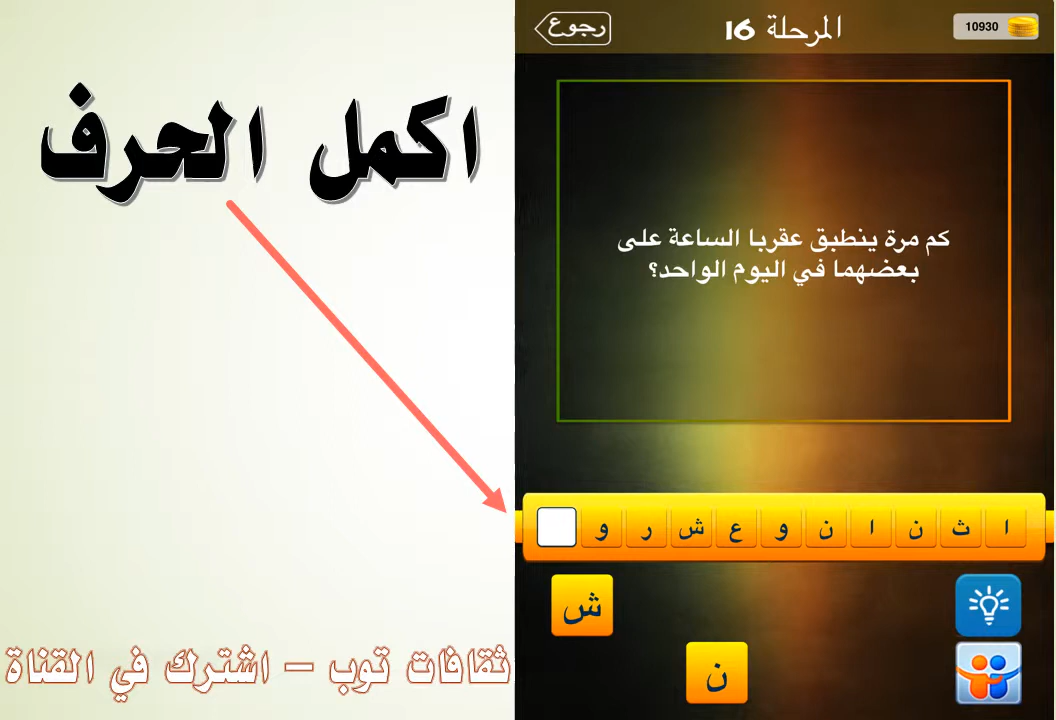 رجوع
المرحلة 16
10930
اكمل الحرف
كم مرة ينطبق عقربا الساعة على
بعضهما في اليوم الواحد؟
ا ث ن ا ن و ع ش ر و
ش
ن
ثقافات توب – اشترك في القناة